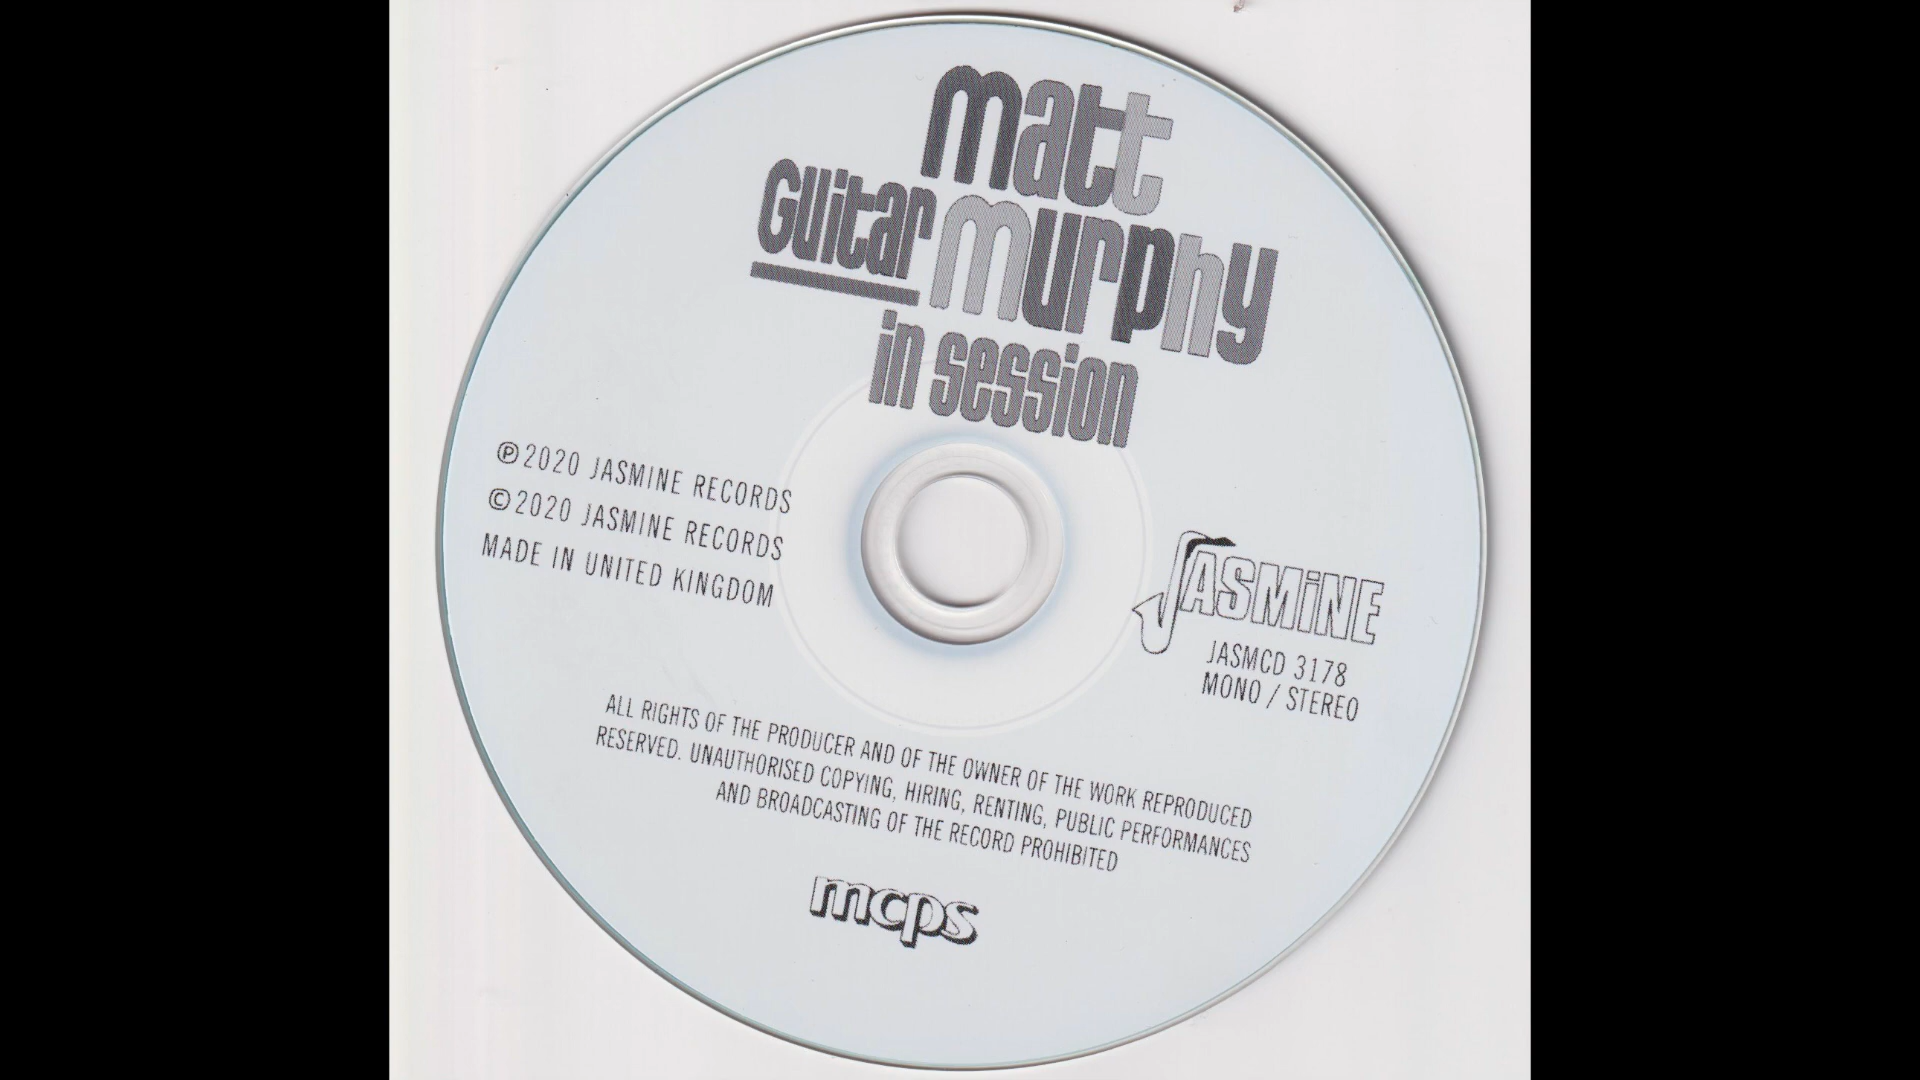 matt
Guitar murphy
in session
℗2020 JASMINE RECORDS
©2020 JASMINE RECORDS
MADE IN UNITED KINGDOM
JASMiNE
JASMCD 3178
MONO / STEREO
ALL RIGHTS OF THE PRODUCER AND OF THE OWNER OF THE WORK REPRODUCED
RESERVED. UNAUTHORISED COPYING, HIRING, RENTING, PUBLIC PERFORMANCES
AND BROADCASTING OF THE RECORD PROHIBITED
mcps